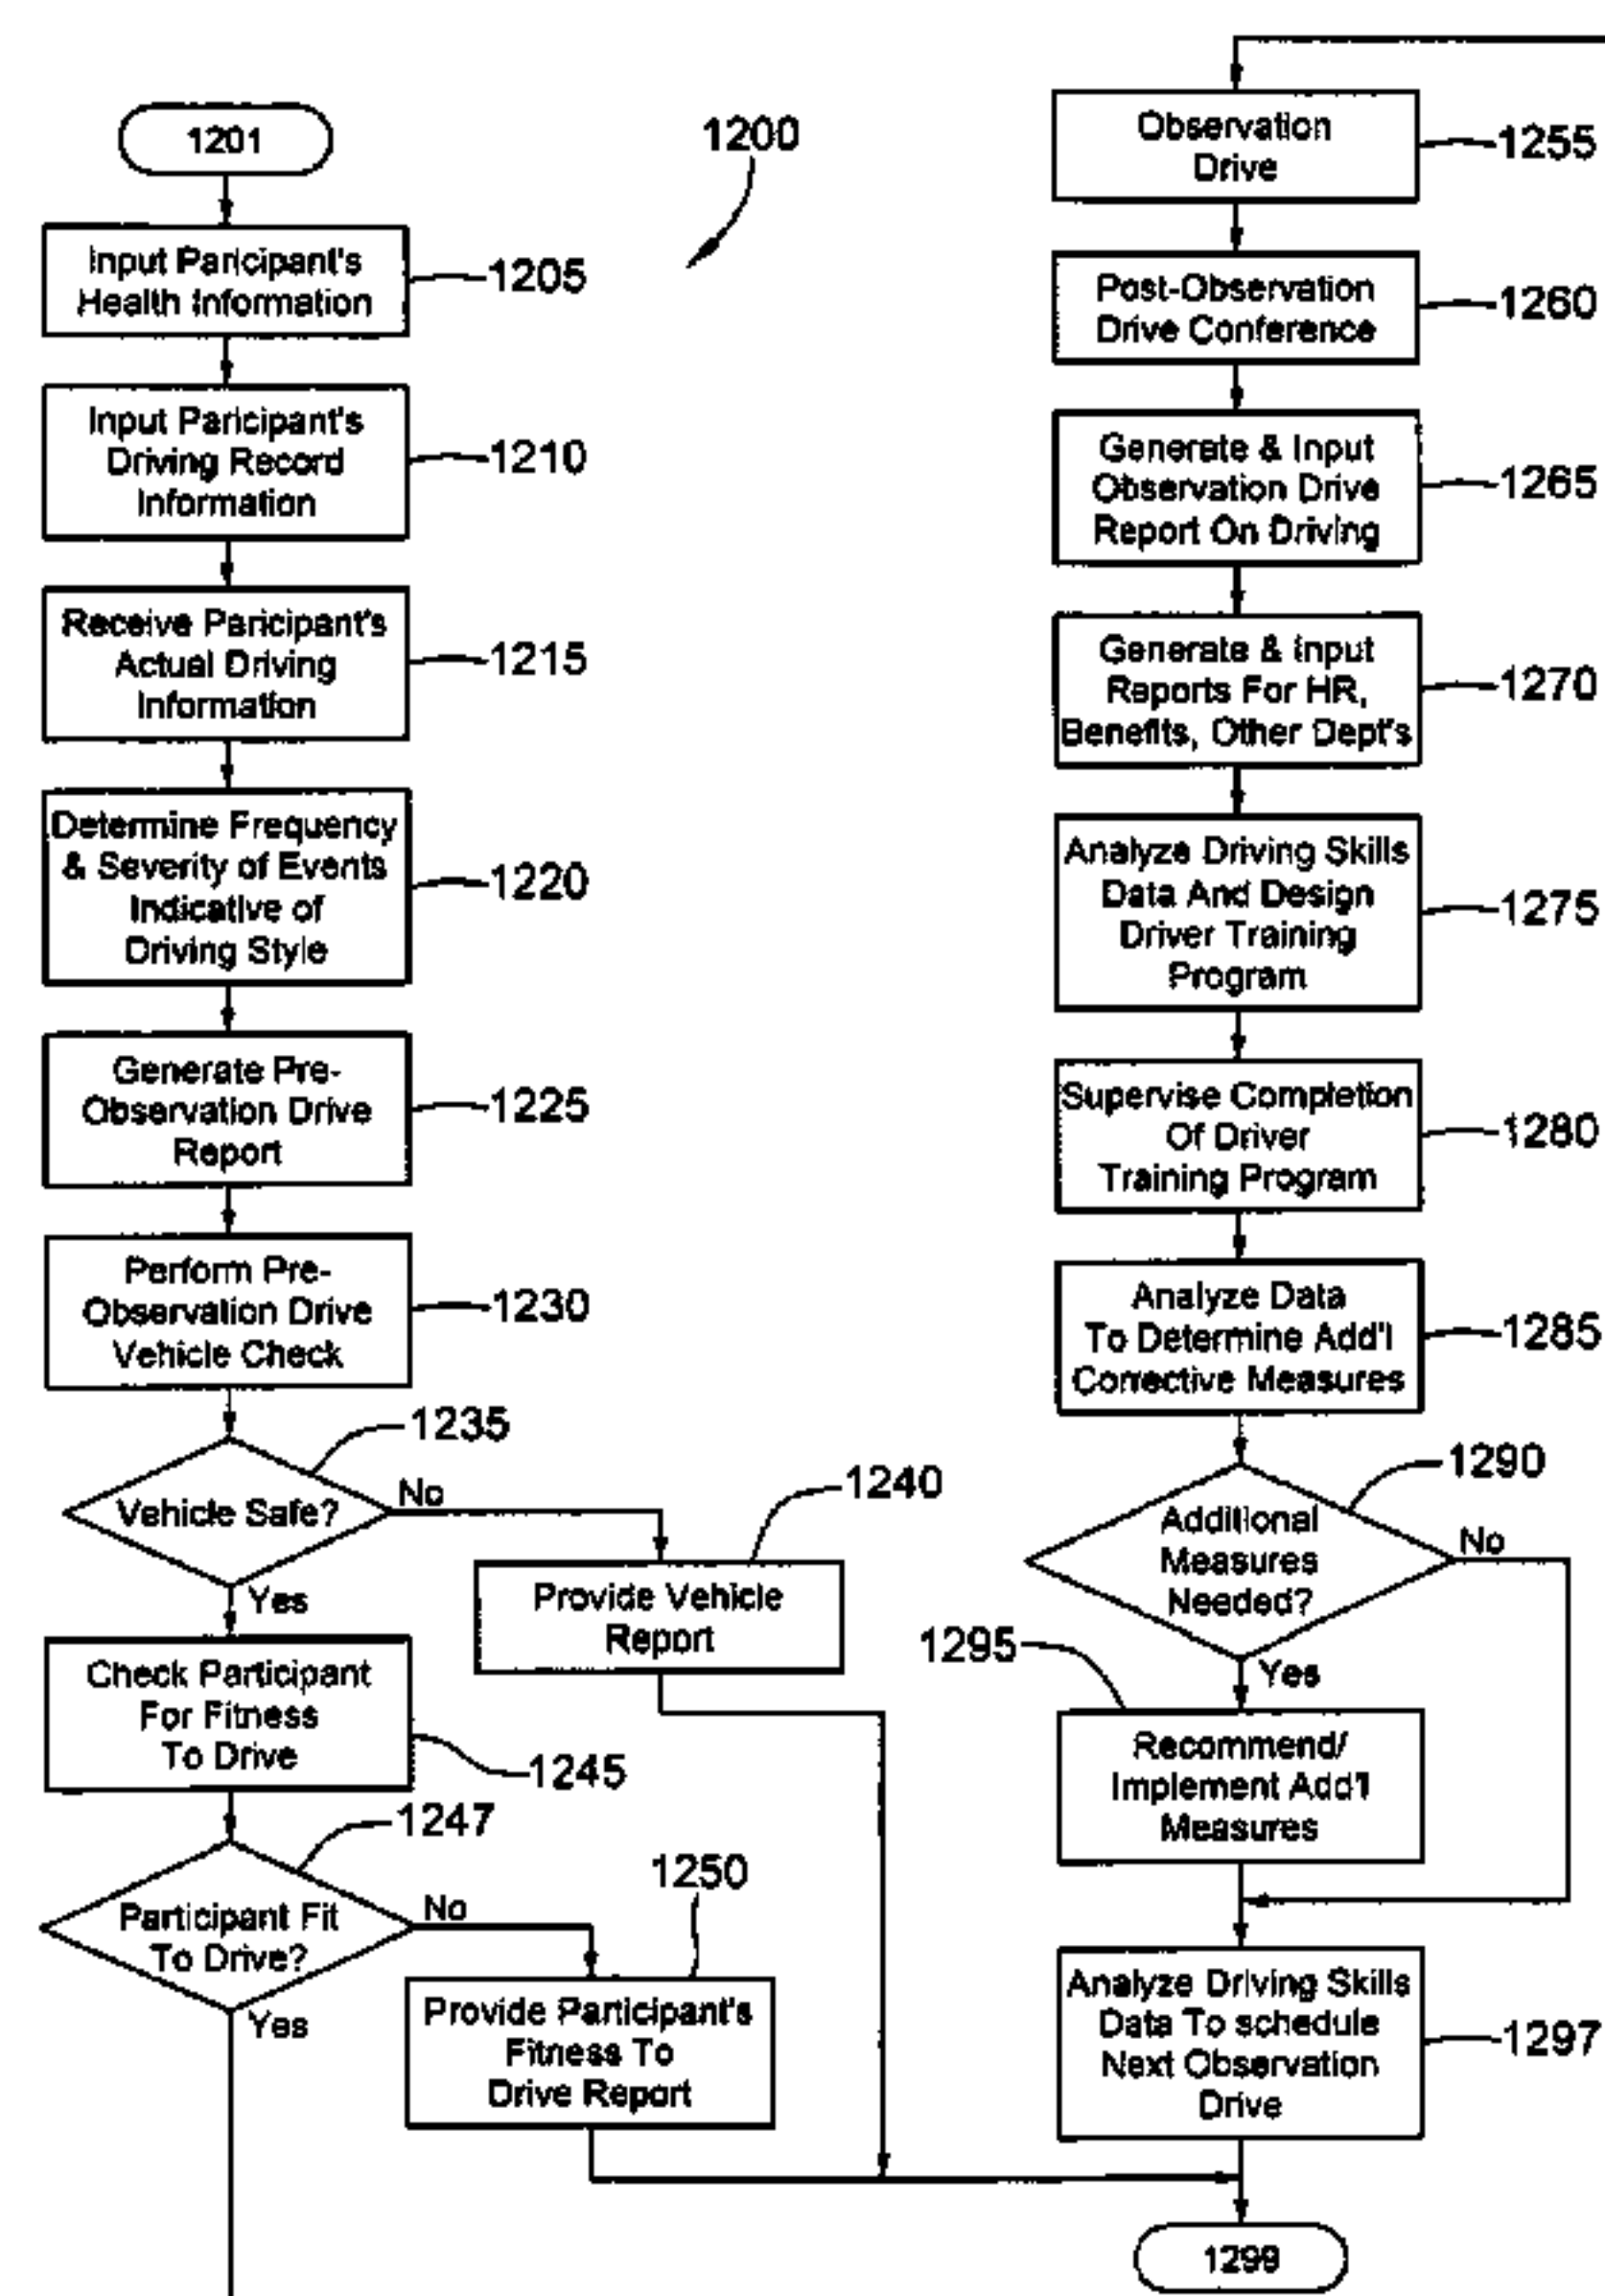 1201
1200
Input Paricipant's
Health Information
1205
Input Paricipant's
Driving Record
Information
1210
Receive Paricipant's
Actual Driving
Information
1215
Determine Frequency
& Severity of Events
Indicative of
Driving Style
1220
Generate Pre-
Observation Drive
Report
1225
Perform Pre-
Observation Drive
Vehicle Check
1230
1235
Vehicle Safe?
No
Yes
1240
Provide Vehicle
Report
Check Participant
For Fitness
To Drive
1245
1247
Participant Fit
To Drive?
No
Yes
1250
Provide Participant's
Fitness To
Drive Report
Observation
Drive
1255
Post-Observation
Drive Conference
1260
Generate & Input
Observation Drive
Report On Driving
1265
Generate & Input
Reports For HR,
Benefits, Other Dept's
1270
Analyze Driving Skills
Data And Design
Driver Training
Program
1275
Supervise Completion
Of Driver
Training Program
1280
Analyze Data
To Determine Add'l
Corrective Measures
1285
1290
Additional
Measures
Needed?
No
Yes
1295
Recommend/
Implement Add'l
Measures
Analyze Driving Skills
Data To schedule
Next Observation
Drive
1297
1299